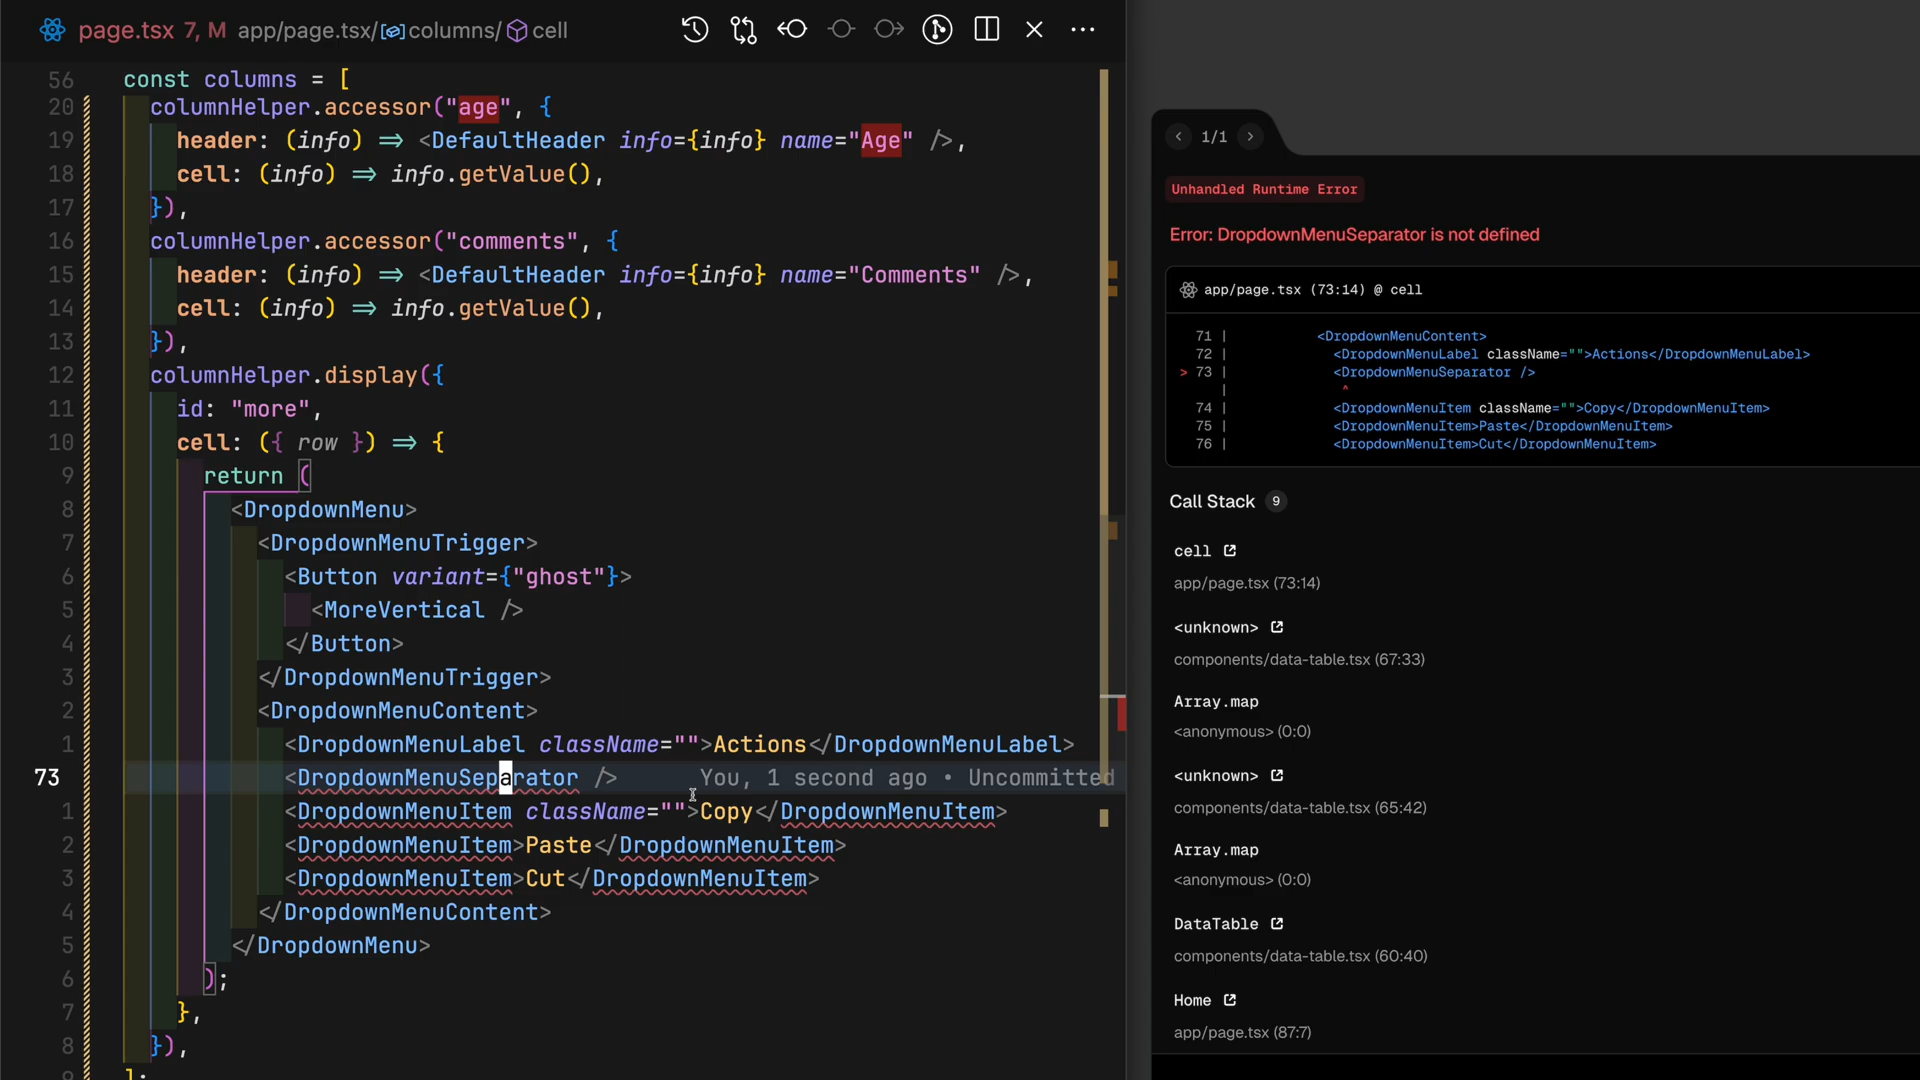 page.tsx 7, M app/page.tsx/columns/cell
56 const columns = [
20 columnHelper.accessor("age", {
19 header: (info) => <DefaultHeader info={info} name="Age" />,
18 cell: (info) => info.getValue(),
17 }),
16 columnHelper.accessor("comments", {
15 header: (info) => <DefaultHeader info={info} name="Comments" />,
14 cell: (info) => info.getValue(),
13 }),
12 columnHelper.display({
11 id: "more",
10 cell: ({ row }) => {
9 return (
8 <DropdownMenu>
7 <DropdownMenuTrigger>
6 <Button variant={"ghost"}>
5 <MoreVertical />
4 </Button>
3 </DropdownMenuTrigger>
2 <DropdownMenuContent>
1 <DropdownMenuLabel className="">Actions</DropdownMenuLabel>
73 <DropdownMenuSeparator /> You, 1 second ago • Uncommitted
1 <DropdownMenuItem className="">Copy</DropdownMenuItem>
2 <DropdownMenuItem>Paste</DropdownMenuItem>
3 <DropdownMenuItem>Cut</DropdownMenuItem>
4 </DropdownMenuContent>
5 </DropdownMenu>
6 );
7 },
8 }),
9 ];
1/1
Unhandled Runtime Error
Error: DropdownMenuSeparator is not defined
app/page.tsx (73:14) @ cell
71 | <DropdownMenuContent>
72 | <DropdownMenuLabel className="">Actions</DropdownMenuLabel>
> 73 | <DropdownMenuSeparator />
| ^
74 | <DropdownMenuItem className="">Copy</DropdownMenuItem>
75 | <DropdownMenuItem>Paste</DropdownMenuItem>
76 | <DropdownMenuItem>Cut</DropdownMenuItem>
Call Stack 9
cell
app/page.tsx (73:14)
<unknown>
components/data-table.tsx (67:33)
Array.map
<anonymous> (0:0)
<unknown>
components/data-table.tsx (65:42)
Array.map
<anonymous> (0:0)
DataTable
components/data-table.tsx (60:40)
Home
app/page.tsx (87:7)